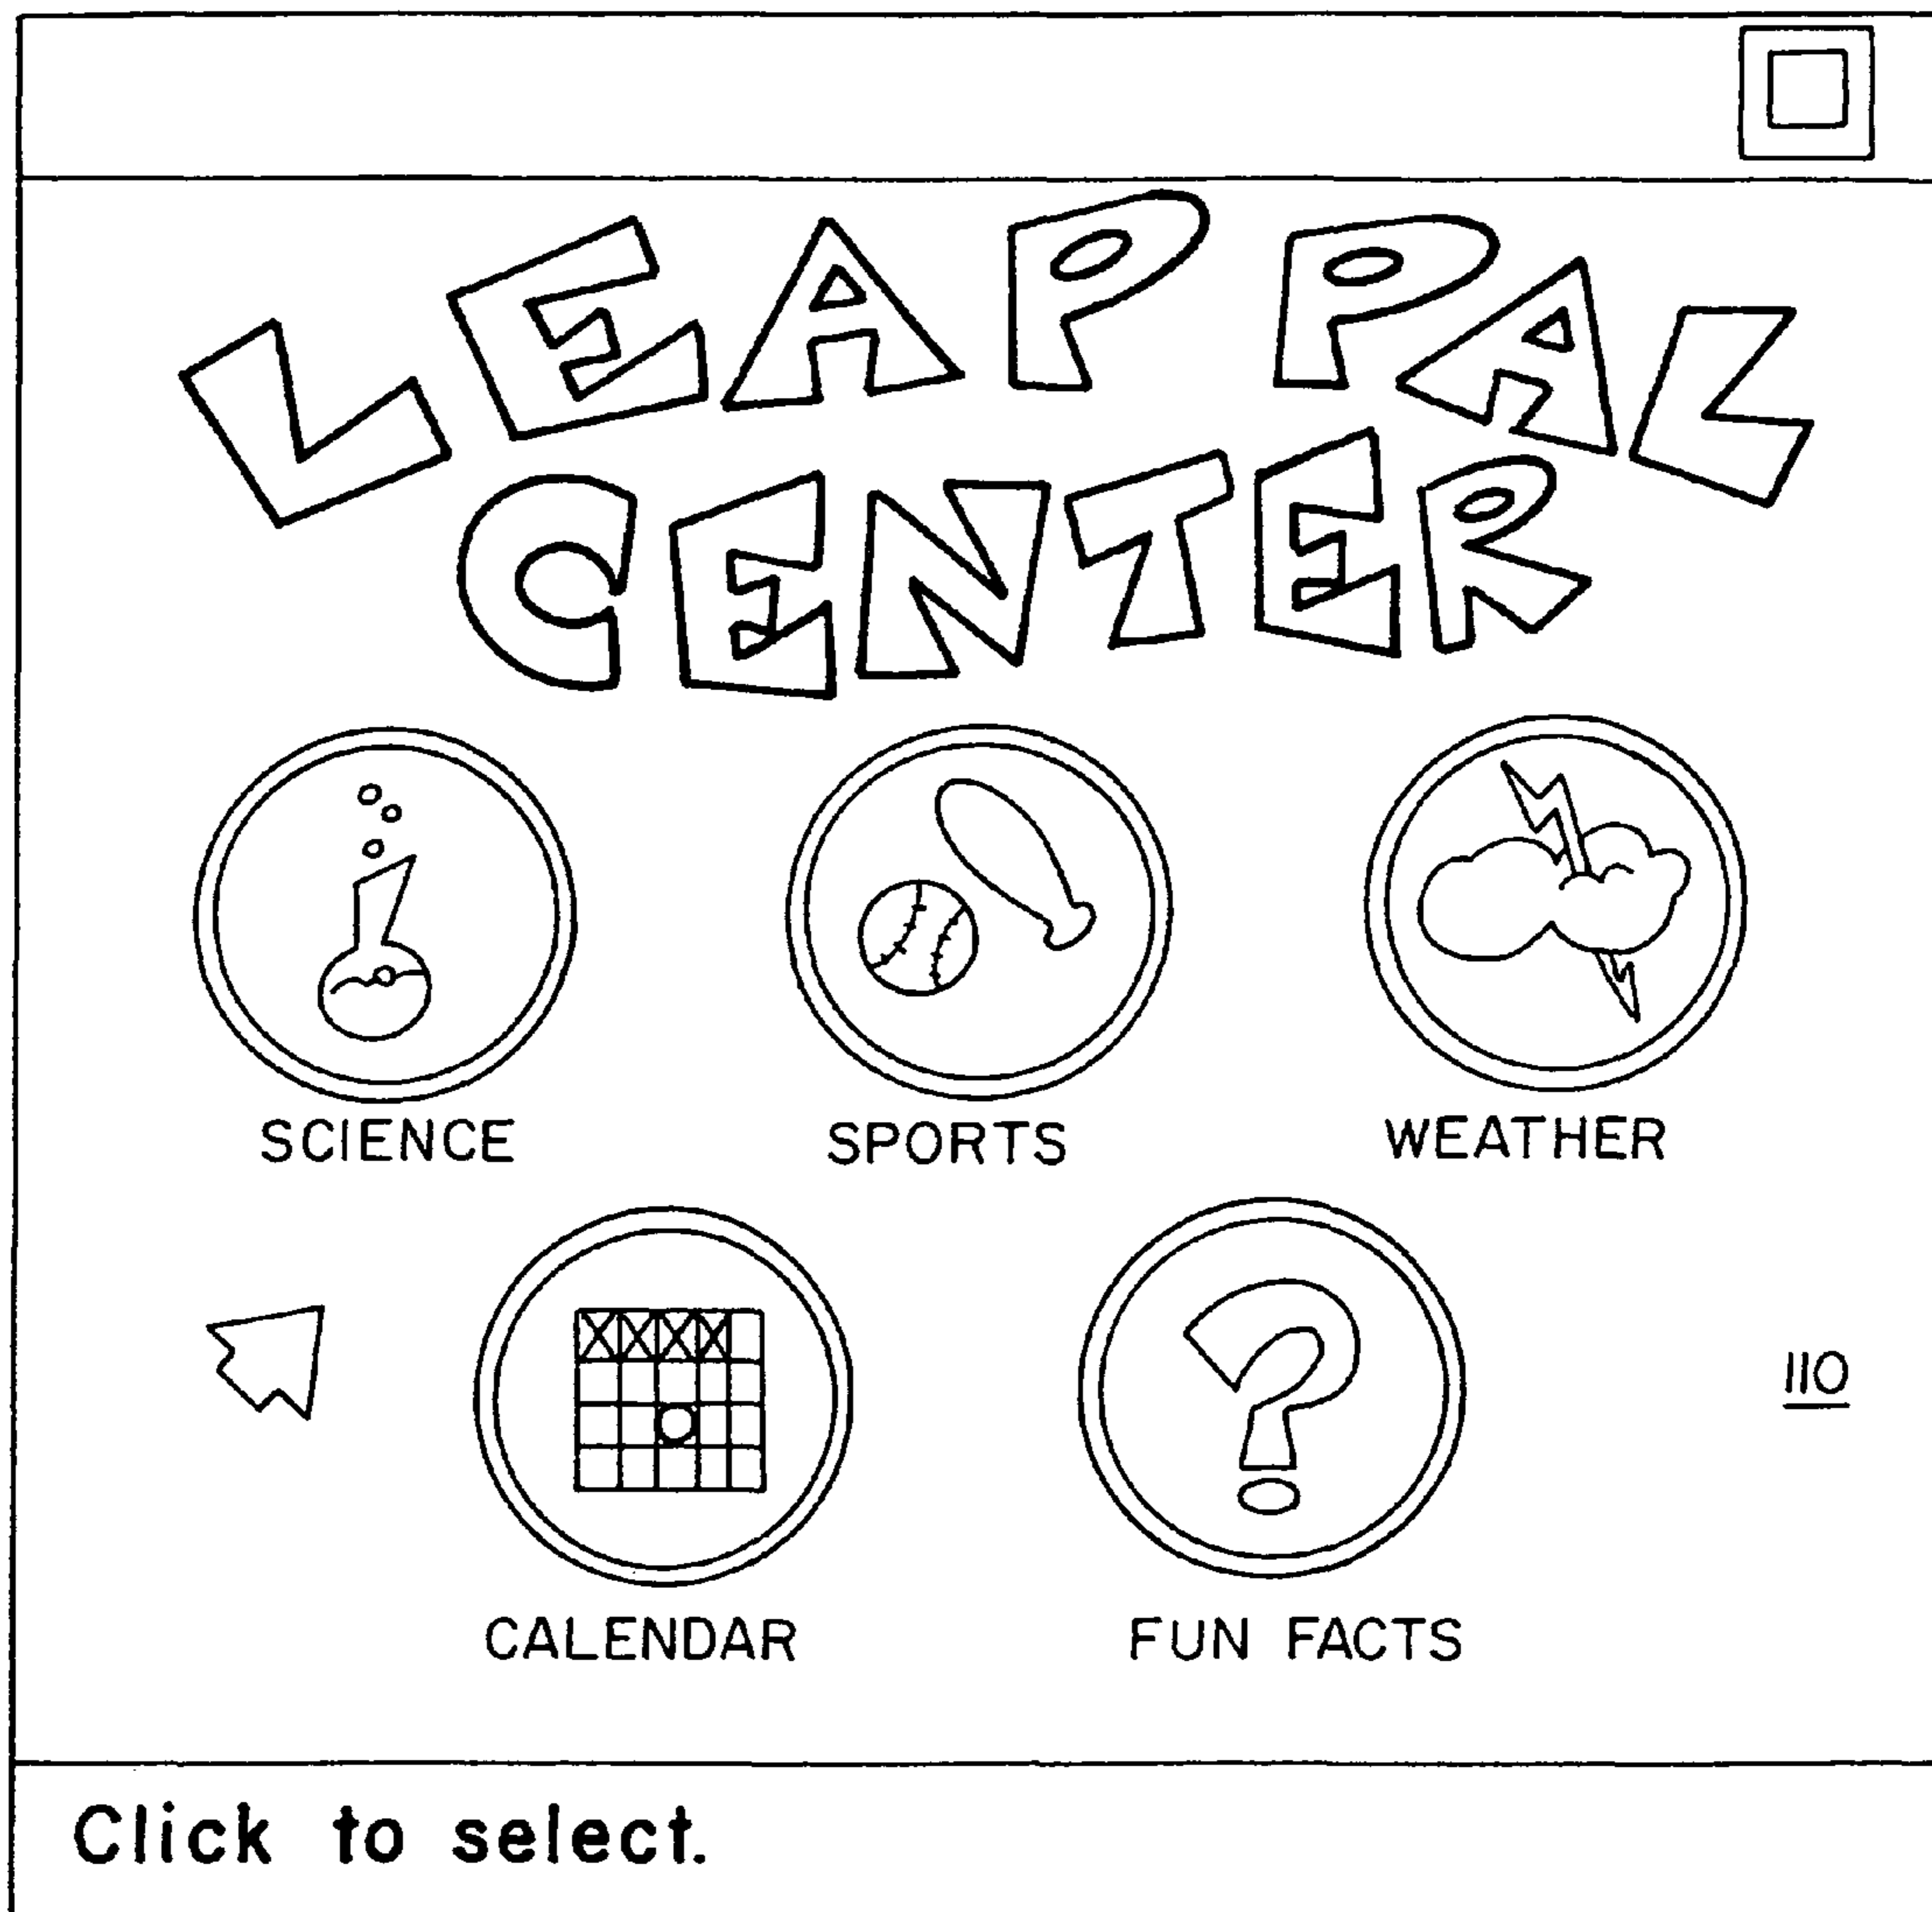 LEAP PAL
CENTER
SCIENCE SPORTS WEATHER
110
CALENDAR FUN FACTS
Click to select.